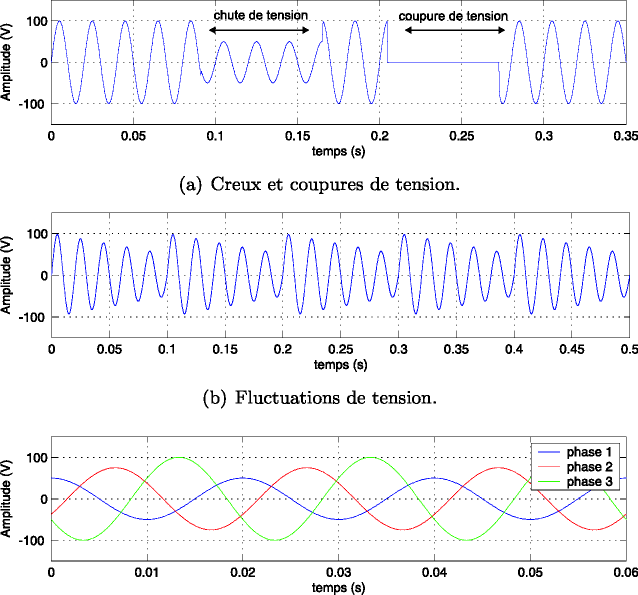 chute de tension
coupure de tension
Amplitude (V)
100
0
-100
0 0.05 0.1 0.15 0.2 0.25 0.3 0.35
temps (s)
(a) Creux et coupures de tension.
Amplitude (V)
100
0
-100
0 0.05 0.1 0.15 0.2 0.25 0.3 0.35 0.4 0.45 0.5
temps (s)
(b) Fluctuations de tension.
Amplitude (V)
100
0
-100
phase 1
phase 2
phase 3
0 0.01 0.02 0.03 0.04 0.05 0.06
temps (s)